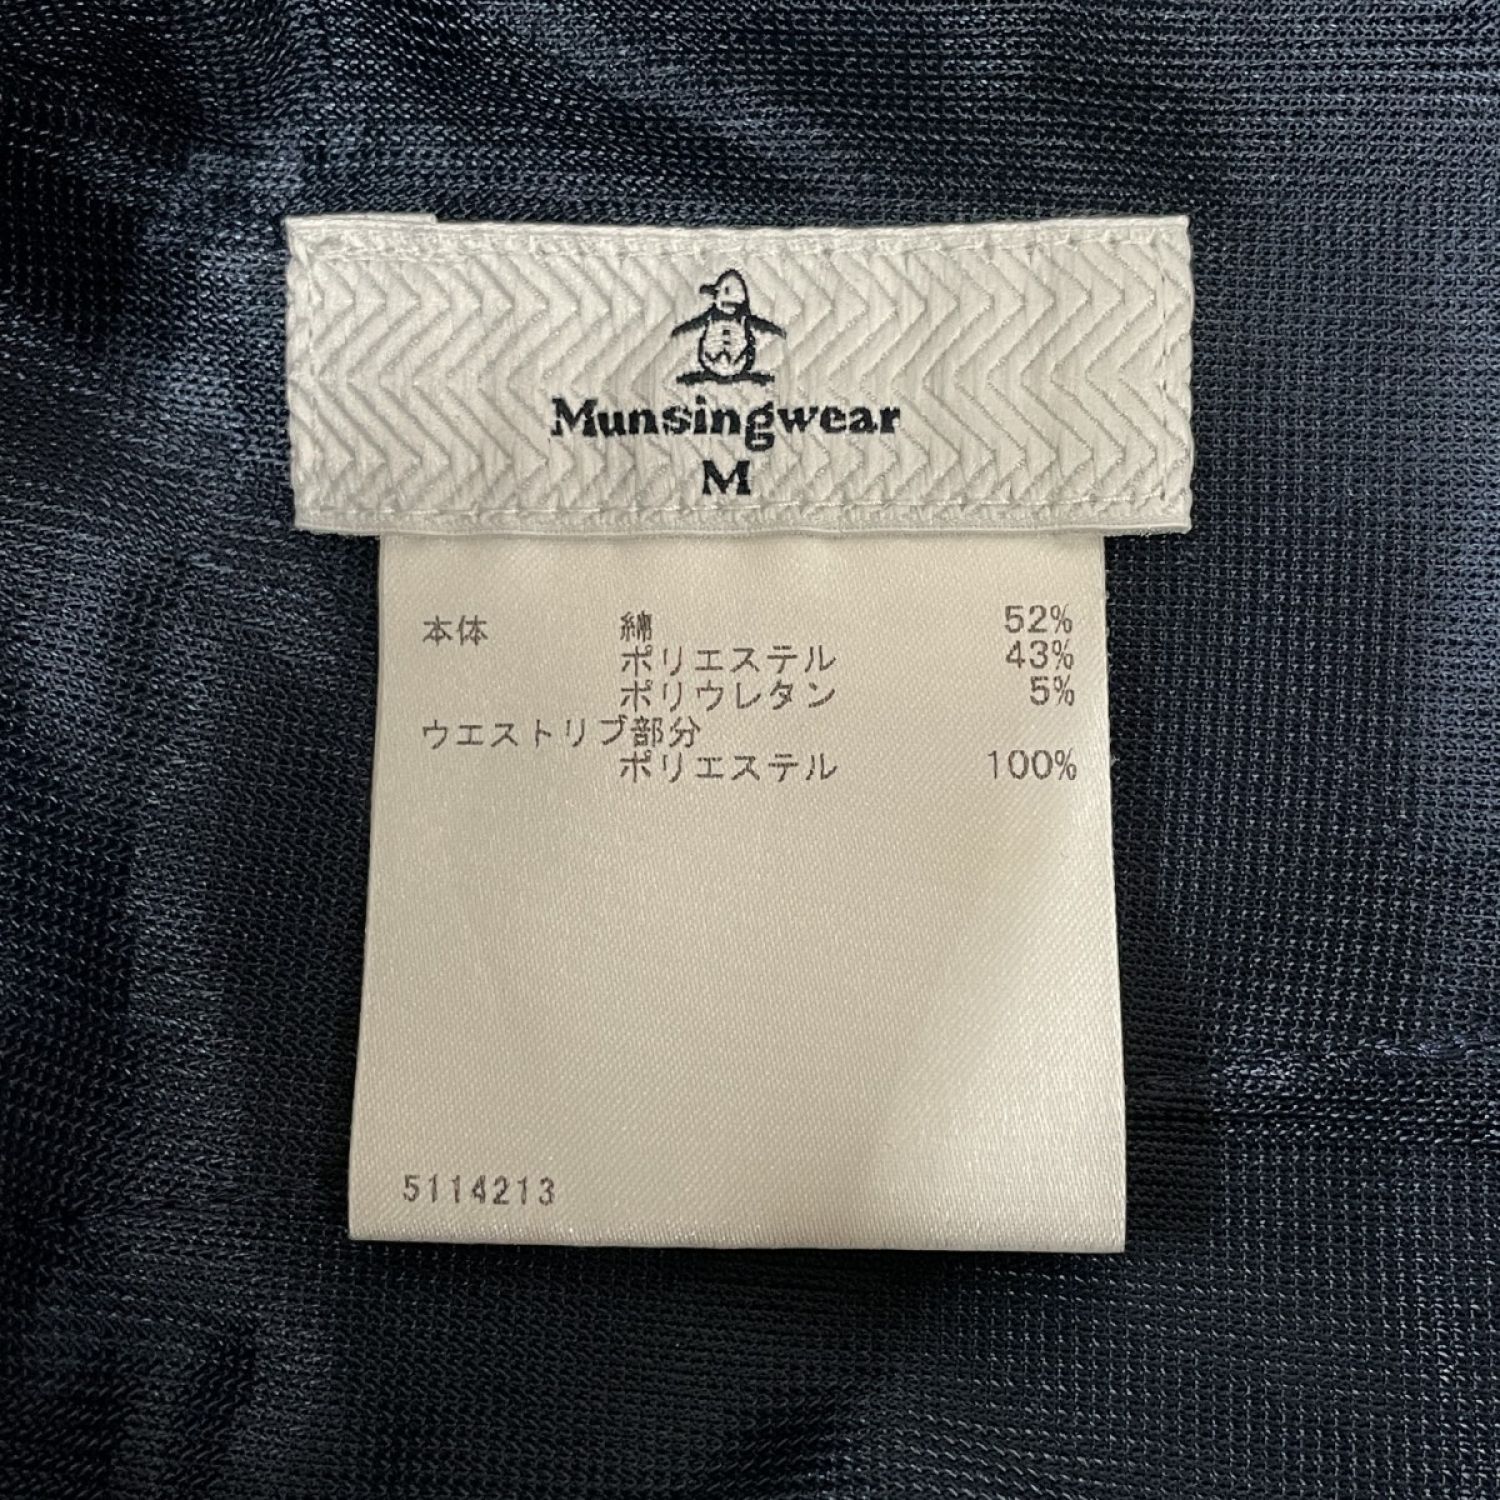 Munsingwear
M
本体 綿 52%
ポリエステル 43%
ポリウレタン 5%
ウエストリブ部分
ポリエステル 100%
5114213